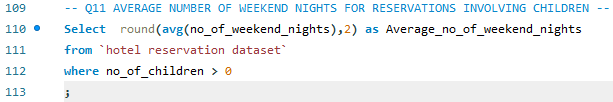 109 -- Q11 AVERAGE NUMBER OF WEEKEND NIGHTS FOR RESERVATIONS INVOLVING CHILDREN --
110 Select  round(avg(no_of_weekend_nights),2) as Average_no_of_weekend_nights
111 from `hotel reservation dataset`
112 where no_of_children > 0
113 ;